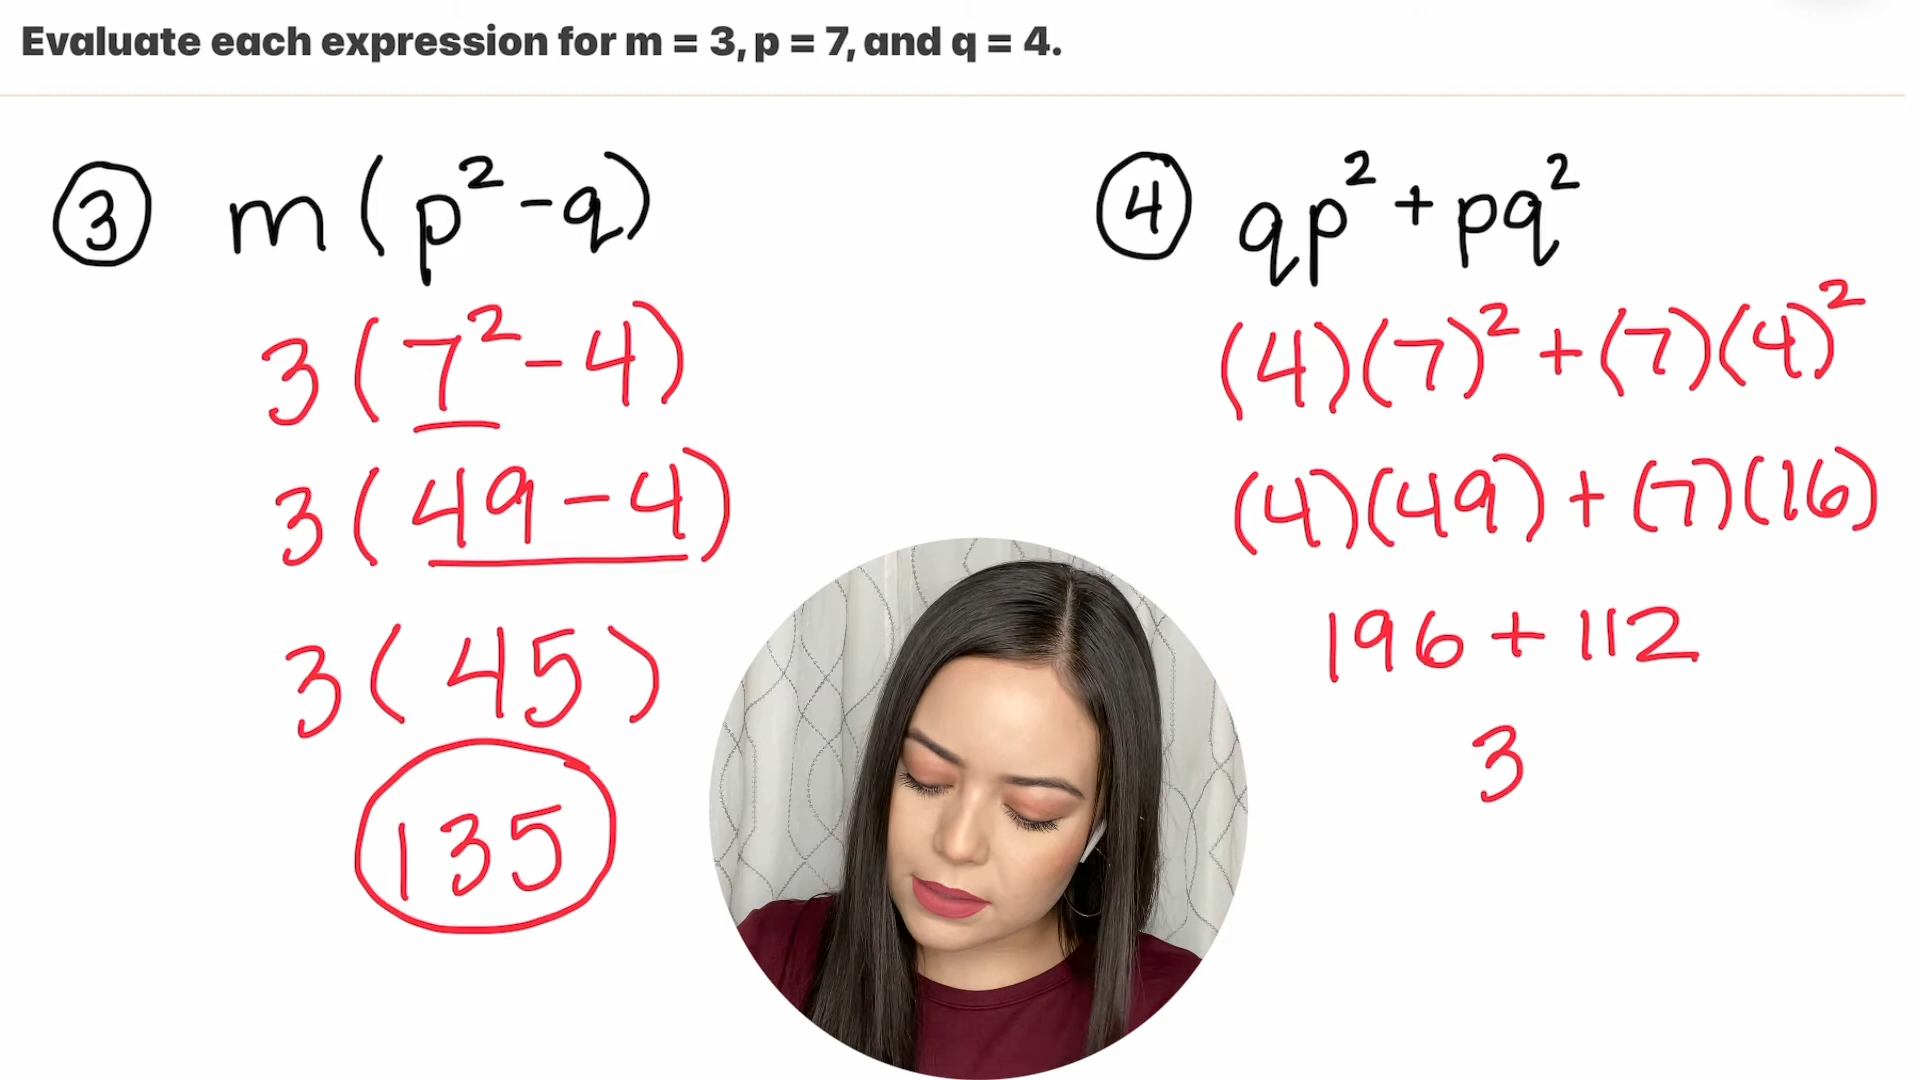 Evaluate each expression for m = 3, p = 7, and q = 4.
3 m(p²-q)
3(7²-4)
3(49-4)
3(45)
135
4 qp²+pq²
(4)(7)²+(7)(4)²
(4)(49)+(7)(16)
196+112
3